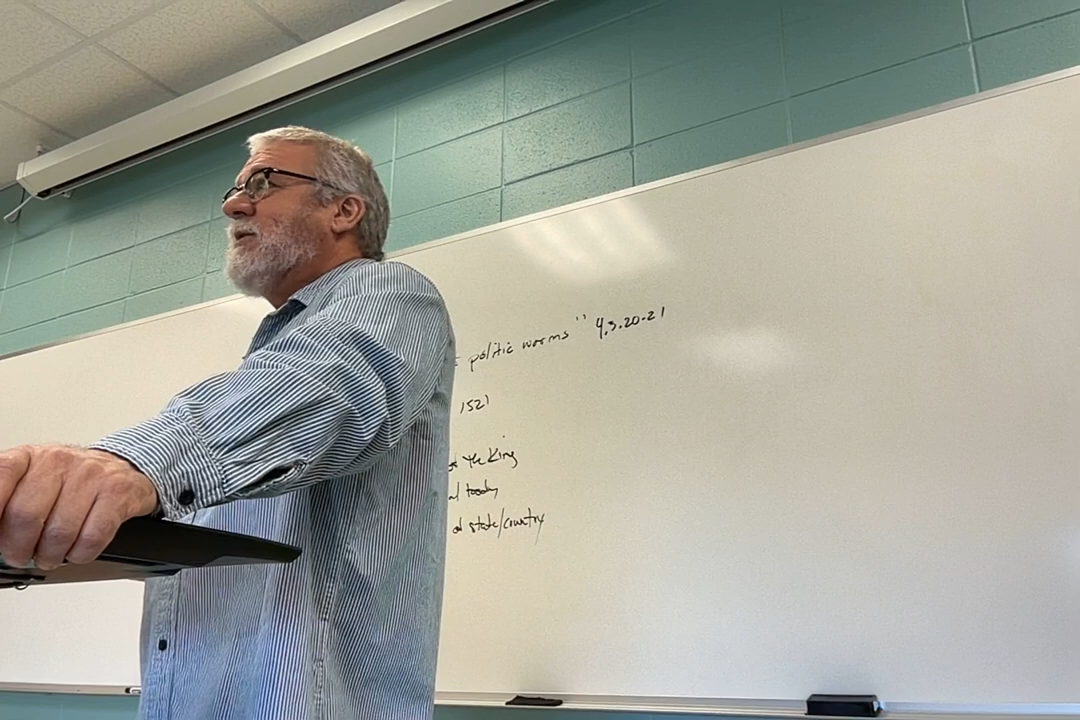 politic worms" 4.3.20-21
1521
the King
today
state/country